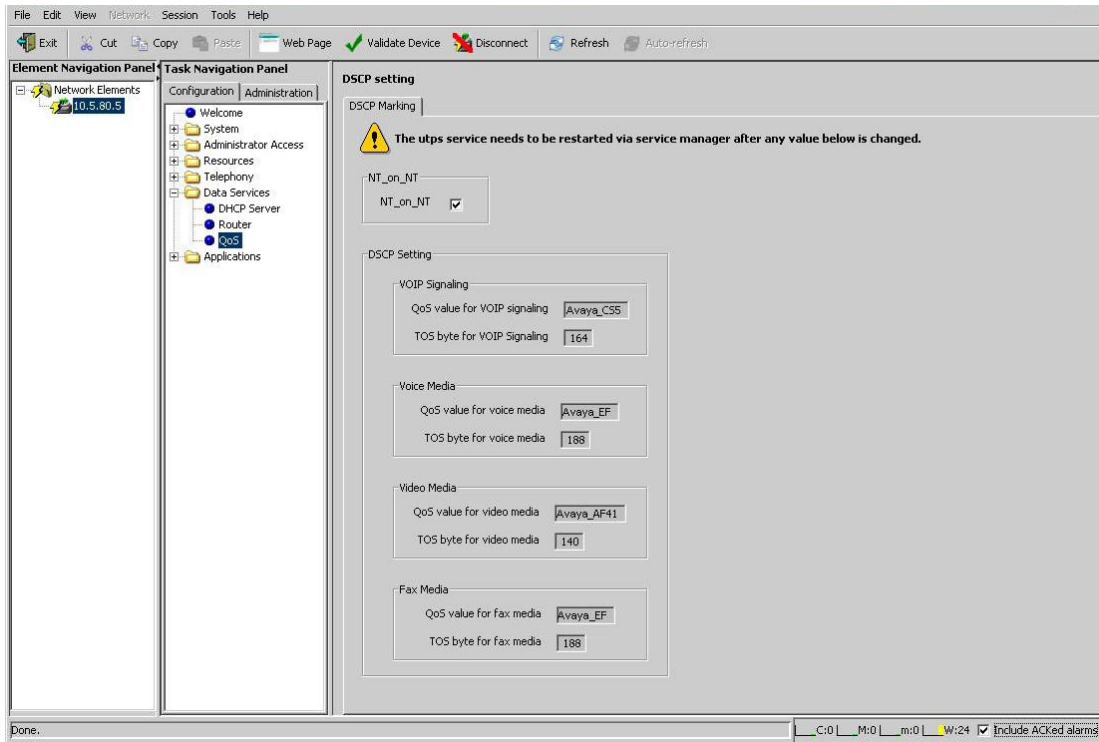 File Edit View Network Session Tools Help
Exit Cut Copy Paste Web Page Validate Device Disconnect Refresh Auto-refresh
Element Navigation Panel
Network Elements
10.5.80.5
Task Navigation Panel
Configuration Administration
Welcome
System
Administrator Access
Resources
Telephony
Data Services
DHCP Server
Router
QoS
Applications
DSCP setting
DSCP Marking
The utps service needs to be restarted via service manager after any value below is changed.
NT_on_NT
NT_on_NT
DSCP Setting
VOIP Signaling
QoS value for VOIP signaling Avaya_CS5
TOS byte for VOIP Signaling 164
Voice Media
QoS value for voice media Avaya_EF
TOS byte for voice media 188
Video Media
QoS value for video media Avaya_AF41
TOS byte for video media 140
Fax Media
QoS value for fax media Avaya_EF
TOS byte for fax media 188
Done. C:0 M:0 m:0 W:24 Include ACKed alarms